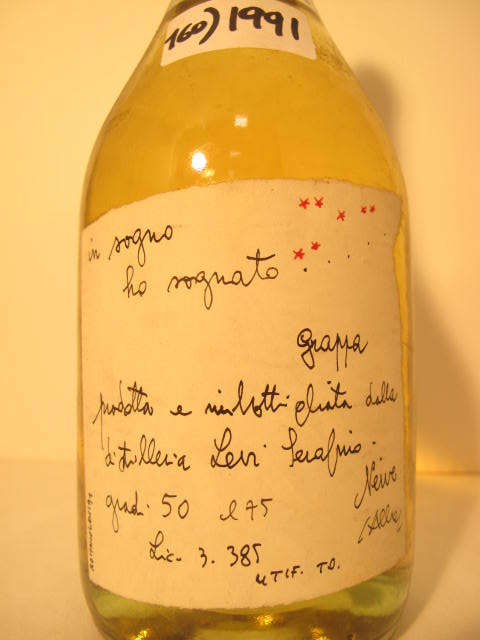 160) 1991
in sogno
ho sognato . . . . . .
grappa
prodotta e imbottigliata dalla
distilleria Levi Serafino.
Neive
(Alba)
gradi 50 l 75
Lic. 3.385
UTIF. TO.